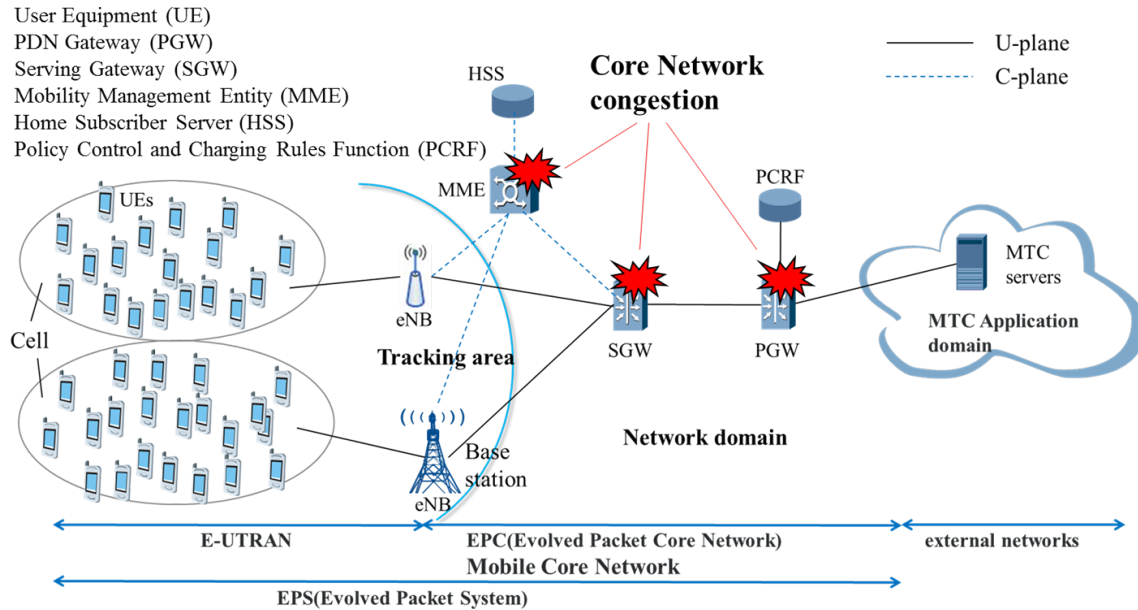 User Equipment (UE)
PDN Gateway (PGW)
Serving Gateway (SGW)
Mobility Management Entity (MME)
Home Subscriber Server (HSS)
Policy Control and Charging Rules Function (PCRF)
U-plane
C-plane
Core Network
congestion
HSS
MME
PCRF
UEs
MTC
servers
MTC Application
domain
eNB
Cell
Tracking area
SGW
PGW
Network domain
Base
station
eNB
E-UTRAN
EPC(Evolved Packet Core Network)
external networks
Mobile Core Network
EPS(Evolved Packet System)